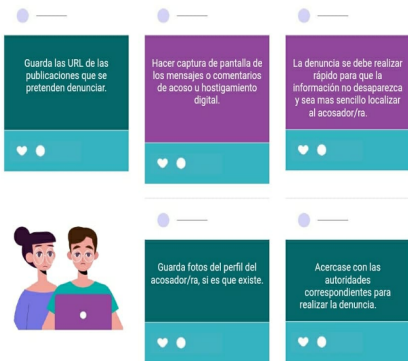 Guarda las URL de las
publicaciones que se
pretenden denunciar.
Hacer captura de pantalla de
los mensajes o comentarios
de acoso u hostigamiento
digital.
La denuncia se debe realizar
rápido para que la
información no desaparezca
y sea mas sencillo localizar
al acosador/ra.
Guarda fotos del perfil del
acosador/ra, si es que existe.
Acercase con las
autoridades
correspondientes para
realizar la denuncia.